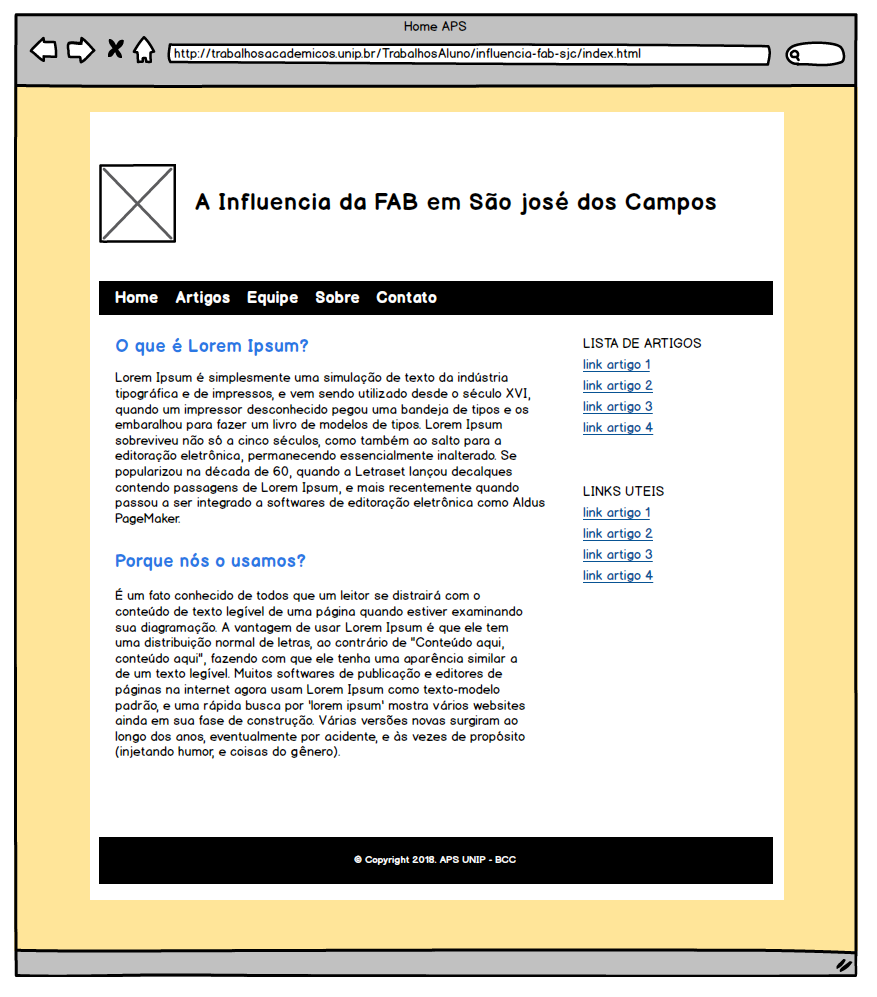 Home APS
http://trabalhosacademicos.unip.br/TrabalhosAluno/influencia-fab-sjc/index.html
A Influencia da FAB em São josé dos Campos
Home Artigos Equipe Sobre Contato
O que é Lorem Ipsum?
Lorem Ipsum é simplesmente uma simulação de texto da indústria
tipográfica e de impressos, e vem sendo utilizado desde o século XVI,
quando um impressor desconhecido pegou uma bandeja de tipos e os
embaralhou para fazer um livro de modelos de tipos. Lorem Ipsum
sobreviveu não só a cinco séculos, como também ao salto para a
editoração eletrônica, permanecendo essencialmente inalterado. Se
popularizou na década de 60, quando a Letraset lançou decalques
contendo passagens de Lorem Ipsum, e mais recentemente quando
passou a ser integrado a softwares de editoração eletrônica como Aldus
PageMaker.
Porque nós o usamos?
É um fato conhecido de todos que um leitor se distrairá com o
conteúdo de texto legível de uma página quando estiver examinando
sua diagramação. A vantagem de usar Lorem Ipsum é que ele tem
uma distribuição normal de letras, ao contrário de "Conteúdo aqui,
conteúdo aqui", fazendo com que ele tenha uma aparência similar a
de um texto legível. Muitos softwares de publicação e editores de
páginas na internet agora usam Lorem Ipsum como texto-modelo
padrão, e uma rápida busca por 'lorem ipsum' mostra vários websites
ainda em sua fase de construção. Várias versões novas surgiram ao
longo dos anos, eventualmente por acidente, e às vezes de propósito
(injetando humor, e coisas do gênero).
LISTA DE ARTIGOS
link artigo 1
link artigo 2
link artigo 3
link artigo 4
LINKS UTEIS
link artigo 1
link artigo 2
link artigo 3
link artigo 4
© Copyright 2018. APS UNIP - BCC